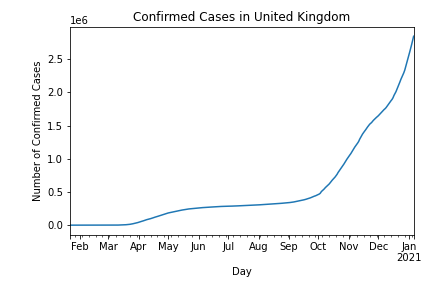 Confirmed Cases in United Kingdom
1e6
2.5
2.0
1.5
1.0
0.5
0.0
Number of Confirmed Cases
Feb Mar Apr May Jun Jul Aug Sep Oct Nov Dec Jan
2021
Day